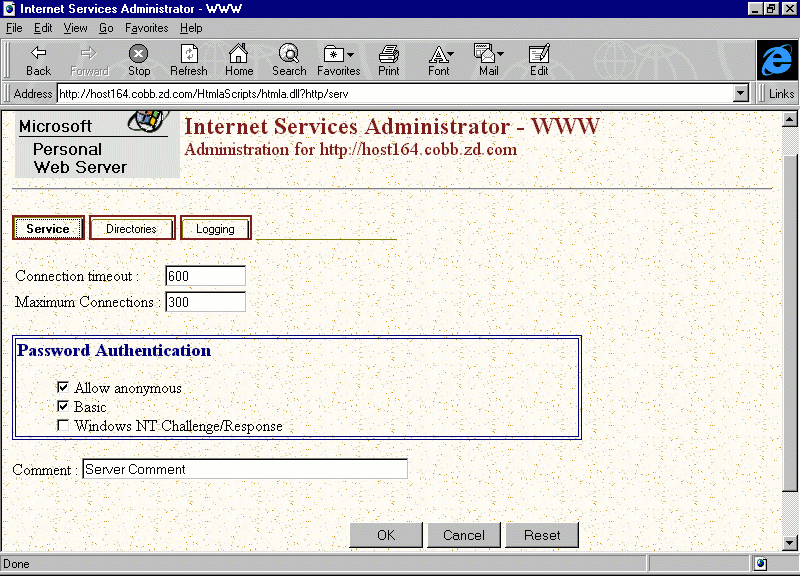 Internet Services Administrator - WWW
File Edit View Go Favorites Help
Back Forward Stop Refresh Home Search Favorites Print Font Mail Edit
Address http://host164.cobb.zd.com/HtmlaScripts/htmla.dll?http/serv Links
Microsoft
Personal
Web Server
Internet Services Administrator - WWW
Administration for http://host164.cobb.zd.com
Service Directories Logging
Connection timeout : 600
Maximum Connections : 300
Password Authentication
Allow anonymous
Basic
Windows NT Challenge/Response
Comment : Server Comment
OK Cancel Reset
Done